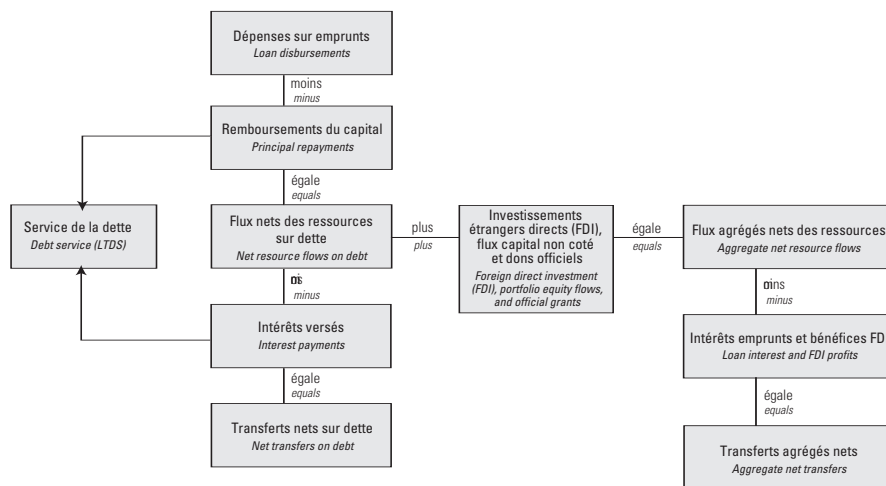 Dépenses sur emprunts
Loan disbursements
moins
minus
Remboursements du capital
Principal repayments
égale
equals
Service de la dette
Debt service (LTDS)
Flux nets des ressources
sur dette
Net resource flows on debt
plus
plus
Investissements
étrangers directs (FDI),
flux capital non coté
et dons officiels
Foreign direct investment
(FDI), portfolio equity flows,
and official grants
égale
equals
Flux agrégés nets des ressources
Aggregate net resource flows
minus
Intérêts versés
Interest payments
égale
equals
Transferts nets sur dette
Net transfers on debt
minus
Intérêts emprunts et bénéfices FD
Loan interest and FDI profits
égale
equals
Transferts agrégés nets
Aggregate net transfers